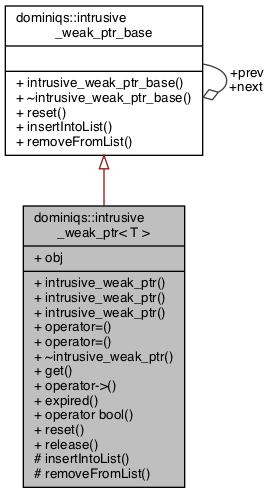 dominiqs::intrusive
_weak_ptr_base
+ intrusive_weak_ptr_base()
+ ~intrusive_weak_ptr_base()
+ reset()
+ insertIntoList()
+ removeFromList()
+prev
+next
dominiqs::intrusive
_weak_ptr< T >
+ obj
+ intrusive_weak_ptr()
+ intrusive_weak_ptr()
+ intrusive_weak_ptr()
+ operator=()
+ operator=()
+ ~intrusive_weak_ptr()
+ get()
+ operator->()
+ expired()
+ operator bool()
+ reset()
+ release()
# insertIntoList()
# removeFromList()